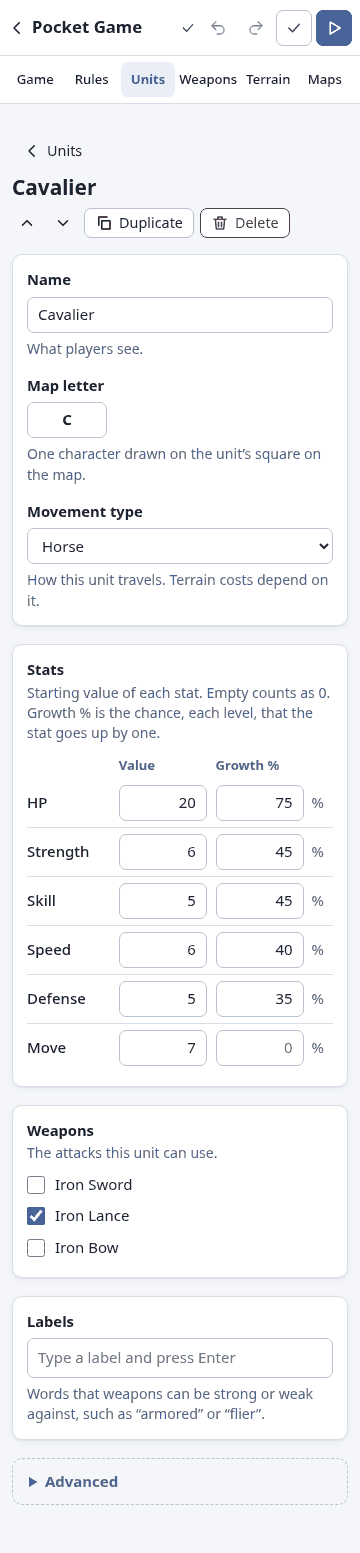 Pocket Game
Game Rules Units Weapons Terrain Maps
Units
Cavalier
Duplicate Delete
Name
Cavalier
What players see.
Map letter
C
One character drawn on the unit’s square on
the map.
Movement type
Horse
How this unit travels. Terrain costs depend on
it.
Stats
Starting value of each stat. Empty counts as 0.
Growth % is the chance, each level, that the
stat goes up by one.
Value Growth %
HP 20 75 %
Strength 6 45 %
Skill 5 45 %
Speed 6 40 %
Defense 5 35 %
Move 7 0 %
Weapons
The attacks this unit can use.
Iron Sword
Iron Lance
Iron Bow
Labels
Type a label and press Enter
Words that weapons can be strong or weak
against, such as “armored” or “flier”.
Advanced